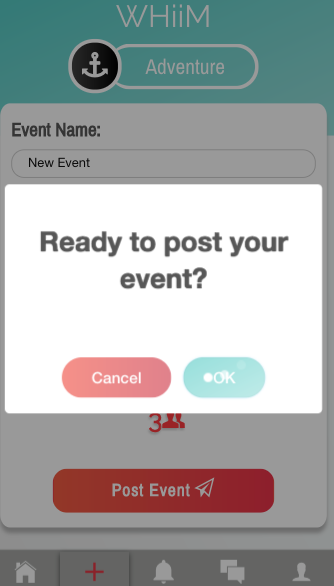 WHiiM
Adventure
Event Name:
New Event
Ready to post your
event?
Cancel
OK
3
Post Event